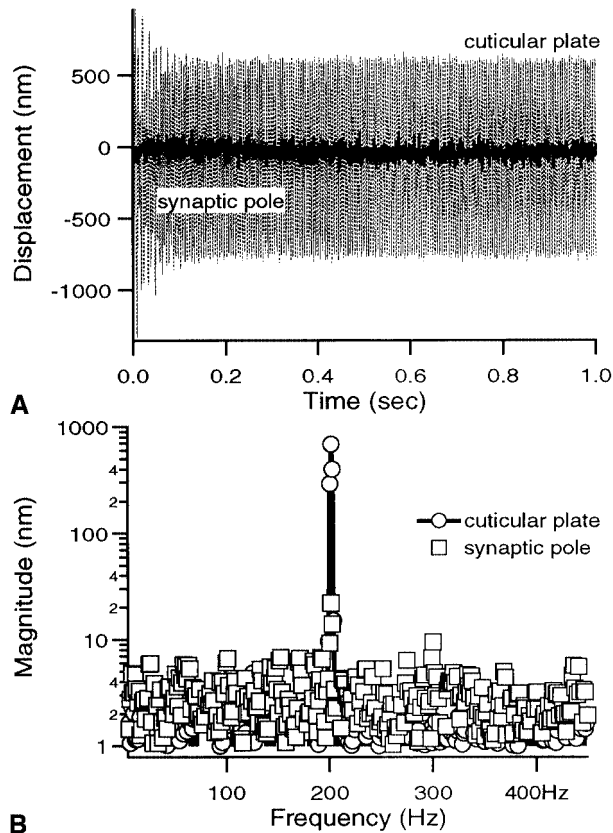 cuticular plate
500
0
-500
-1000
synaptic pole
Displacement (nm)
0.0 0.2 0.4 0.6 0.8 1.0
A
Time (sec)
1000
4
2
100
4
2
10
4
2
1
Magnitude (nm)
cuticular plate
synaptic pole
100 200 300 400Hz
B
Frequency (Hz)